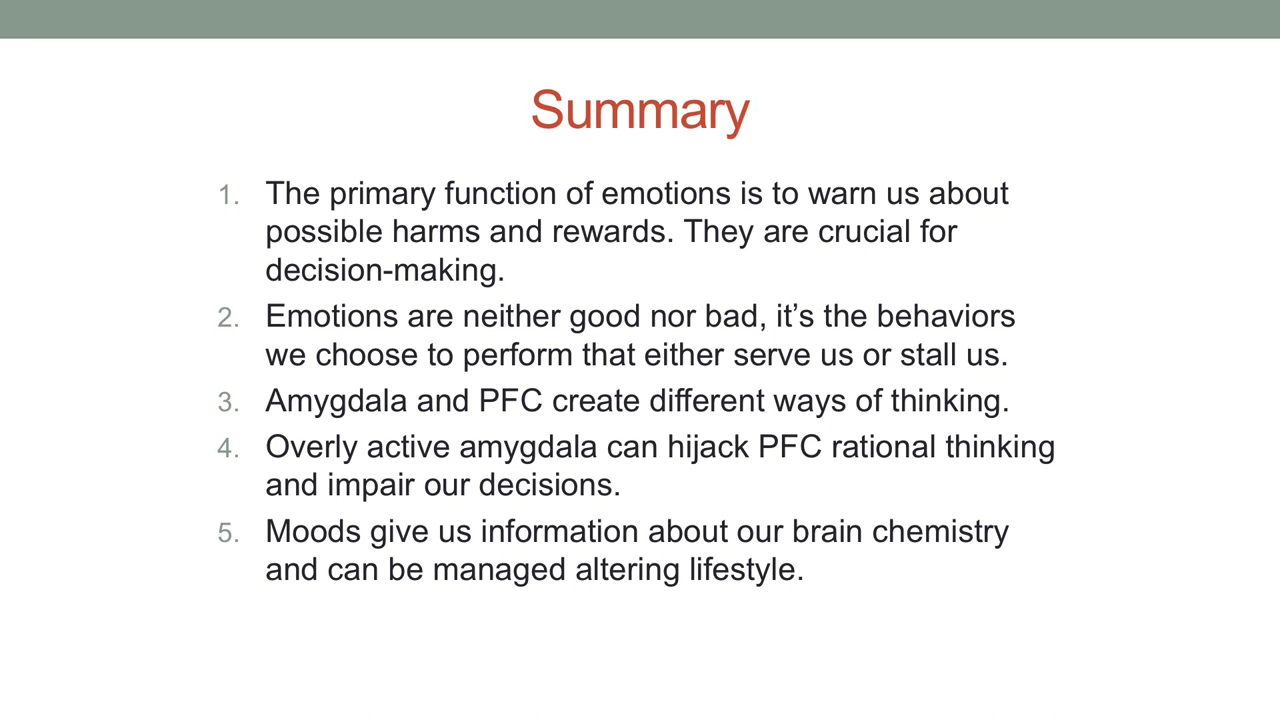 Summary
1. The primary function of emotions is to warn us about
possible harms and rewards. They are crucial for
decision-making.
2. Emotions are neither good nor bad, it’s the behaviors
we choose to perform that either serve us or stall us.
3. Amygdala and PFC create different ways of thinking.
4. Overly active amygdala can hijack PFC rational thinking
and impair our decisions.
5. Moods give us information about our brain chemistry
and can be managed altering lifestyle.